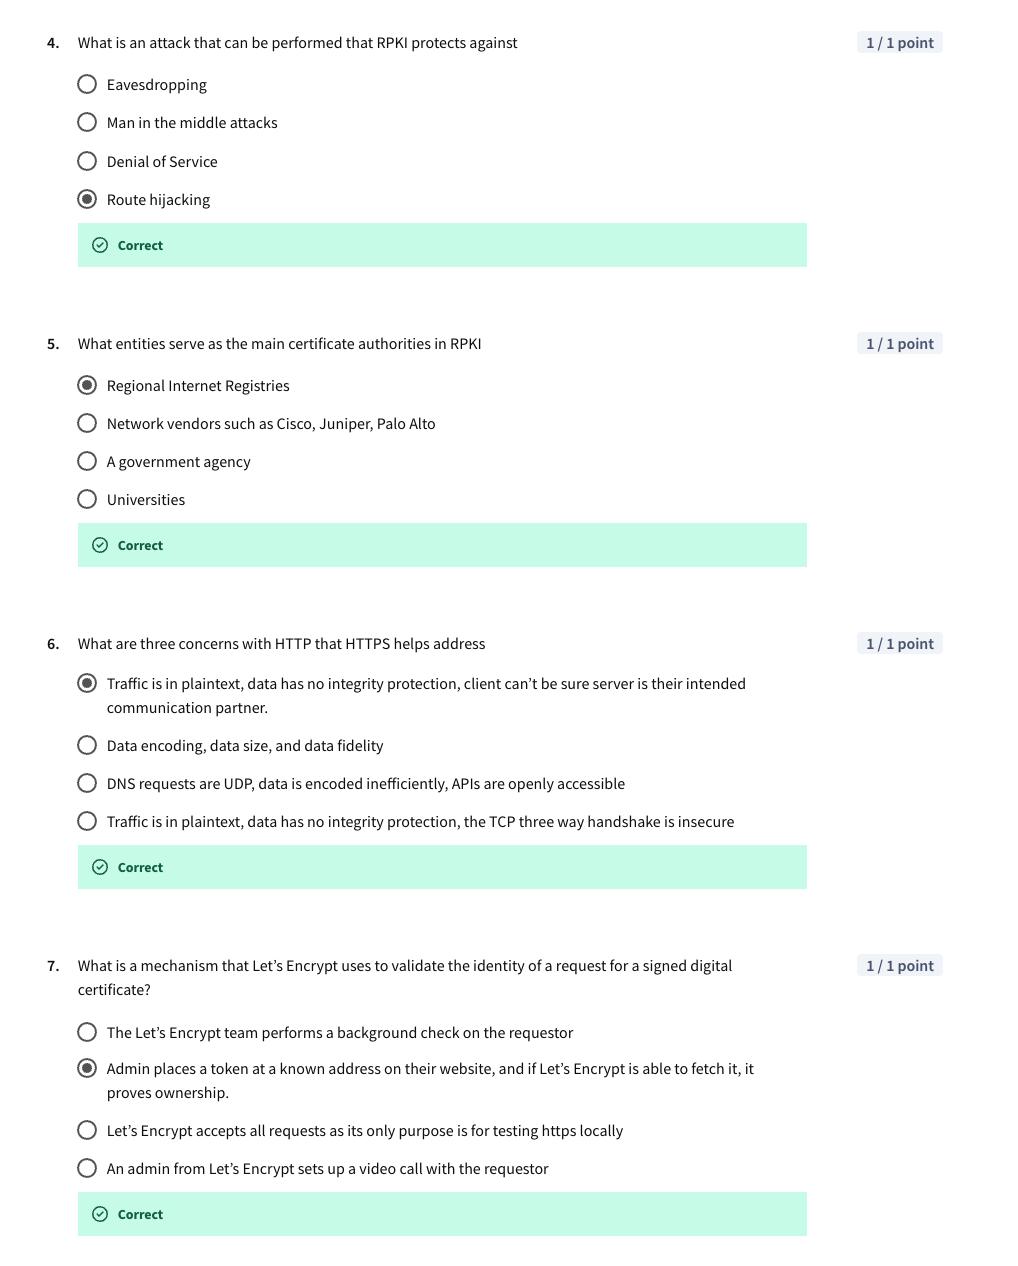 4. What is an attack that can be performed that RPKI protects against 1 / 1 point
Eavesdropping
Man in the middle attacks
Denial of Service
Route hijacking
Correct
5. What entities serve as the main certificate authorities in RPKI 1 / 1 point
Regional Internet Registries
Network vendors such as Cisco, Juniper, Palo Alto
A government agency
Universities
Correct
6. What are three concerns with HTTP that HTTPS helps address 1 / 1 point
Traffic is in plaintext, data has no integrity protection, client can’t be sure server is their intended
communication partner.
Data encoding, data size, and data fidelity
DNS requests are UDP, data is encoded inefficiently, APIs are openly accessible
Traffic is in plaintext, data has no integrity protection, the TCP three way handshake is insecure
Correct
7. What is a mechanism that Let’s Encrypt uses to validate the identity of a request for a signed digital 1 / 1 point
certificate?
The Let’s Encrypt team performs a background check on the requestor
Admin places a token at a known address on their website, and if Let’s Encrypt is able to fetch it, it
proves ownership.
Let’s Encrypt accepts all requests as its only purpose is for testing https locally
An admin from Let’s Encrypt sets up a video call with the requestor
Correct